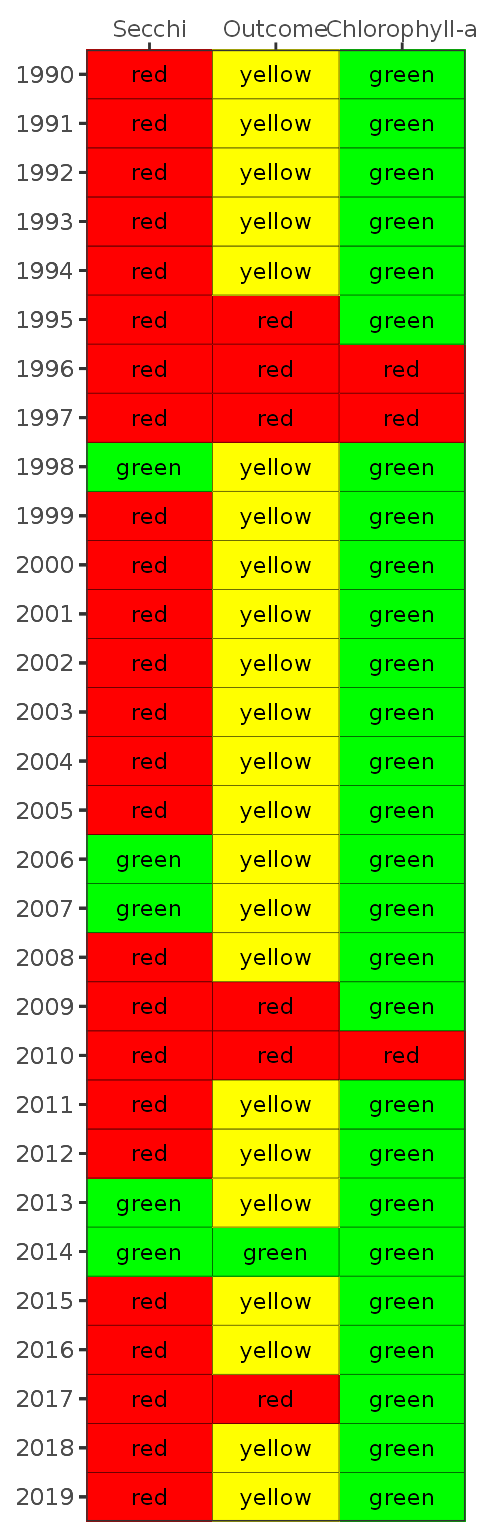 Secchi Outcome Chlorophyll-a
1990 red yellow green
1991 red yellow green
1992 red yellow green
1993 red yellow green
1994 red yellow green
1995 red red green
1996 red red red
1997 red red red
1998 green yellow green
1999 red yellow green
2000 red yellow green
2001 red yellow green
2002 red yellow green
2003 red yellow green
2004 red yellow green
2005 red yellow green
2006 green yellow green
2007 green yellow green
2008 red yellow green
2009 red red green
2010 red red red
2011 red yellow green
2012 red yellow green
2013 green yellow green
2014 green green green
2015 red yellow green
2016 red yellow green
2017 red red green
2018 red yellow green
2019 red yellow green